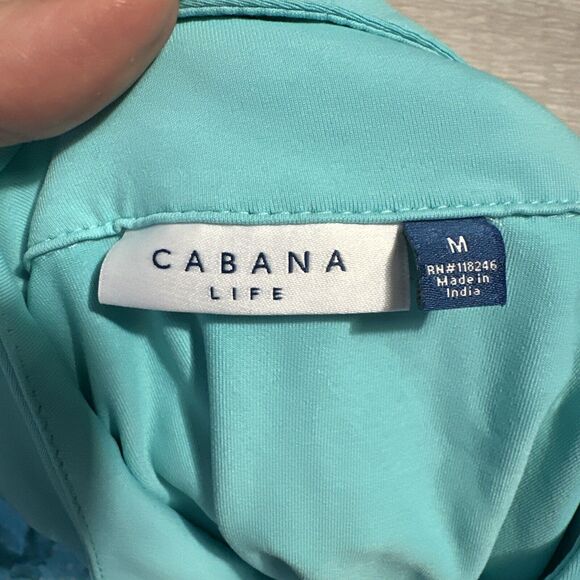 CABANA
LIFE
M
RN#118246
Made in
India